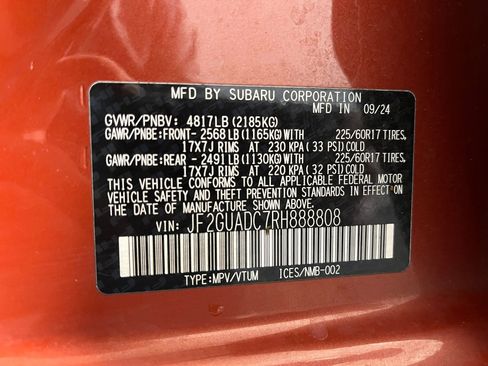 MFD BY SUBARU CORPORATION 09/24
GVWR/PNBV: 4817LB (2185KG)
GAWR/PNBE:FRONT-2568LB(1165KG)WITH 225/60R17 TIRES,
17X7J RIMS AT 230 KPA (33 PSI)COLD
GAWR/PNBE:REAR -2491LB(1130KG)WITH 225/60R17 TIRES,
17X7J RIMS AT 220 KPA (32 PSI)COLD
THIS VEHICLE CONFORMS TO ALL APPLICABLE FEDERAL MOTOR
VEHICLE SAFETY AND THEFT PREVENTION STANDARDS IN EFFECT
ON THE DATE OF MANUFACTURE SHOWN ABOVE.
VIN: JF2GUADC7RH888808
TYPE:MPV/VTUM ICES/NMB-002